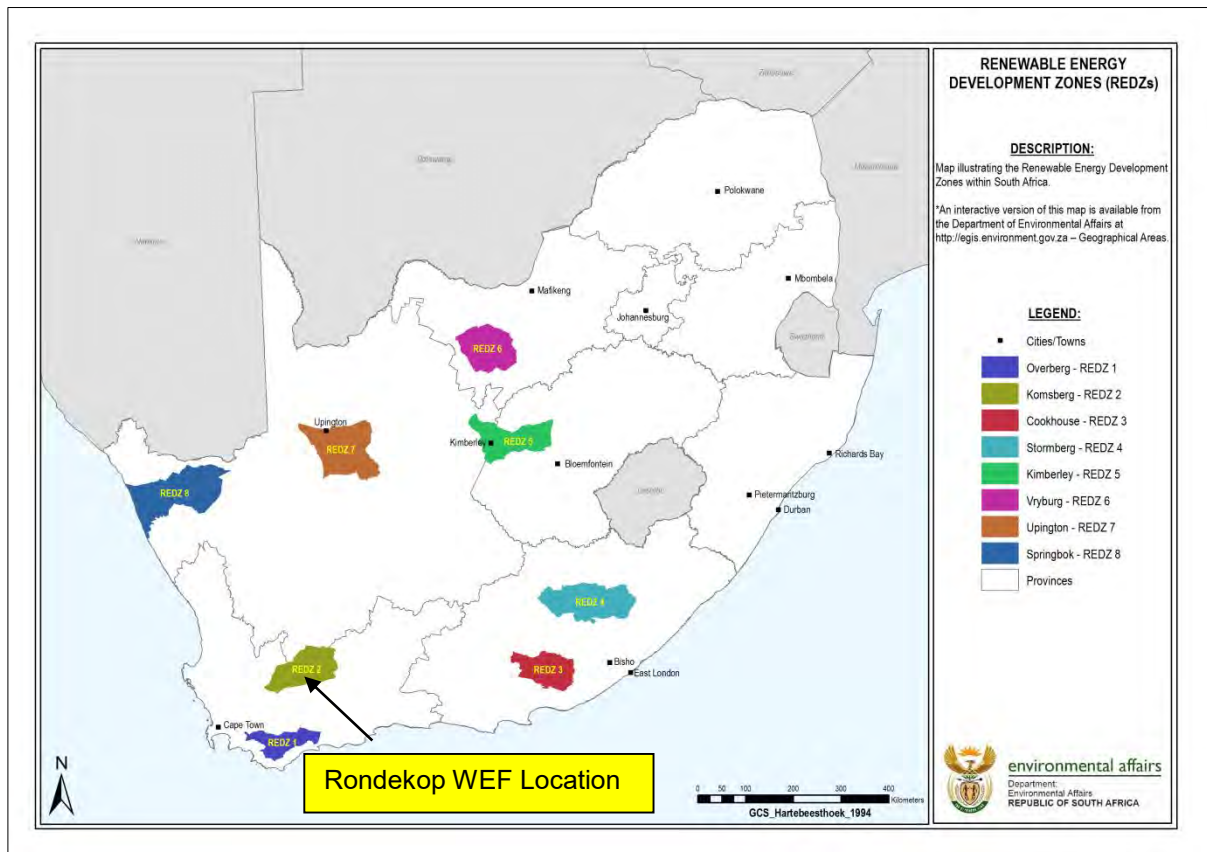 RENEWABLE ENERGY
DEVELOPMENT ZONES (REDZs)
DESCRIPTION:
Map illustrating the Renewable Energy Development
Zones within South Africa.
*An interactive version of this map is available from
the Department of Environmental Affairs at
http://egis.environment.gov.za – Geographical Areas.
LEGEND:
Cities/Towns
Overberg - REDZ 1
Komsberg - REDZ 2
Cookhouse - REDZ 3
Stormberg - REDZ 4
Kimberley - REDZ 5
Vryburg - REDZ 6
Upington - REDZ 7
Springbok - REDZ 8
Provinces
Polokwane
Mbombela
Mafikeng
Johannesburg
Swaziland
REDZ 6
Upington
REDZ 7
Kimberley
REDZ 5
Bloemfontein
Richards Bay
REDZ 8
Lesotho
Pietermaritzburg
Durban
REDZ 4
REDZ 2
REDZ 3
Bisho
East London
Cape Town
REDZ 1
Rondekop WEF Location
N
0 25 50 100 200 300 400
Kilometers
GCS_Hartebeesthoek_1994
environmental affairs
Department:
Environmental Affairs
REPUBLIC OF SOUTH AFRICA